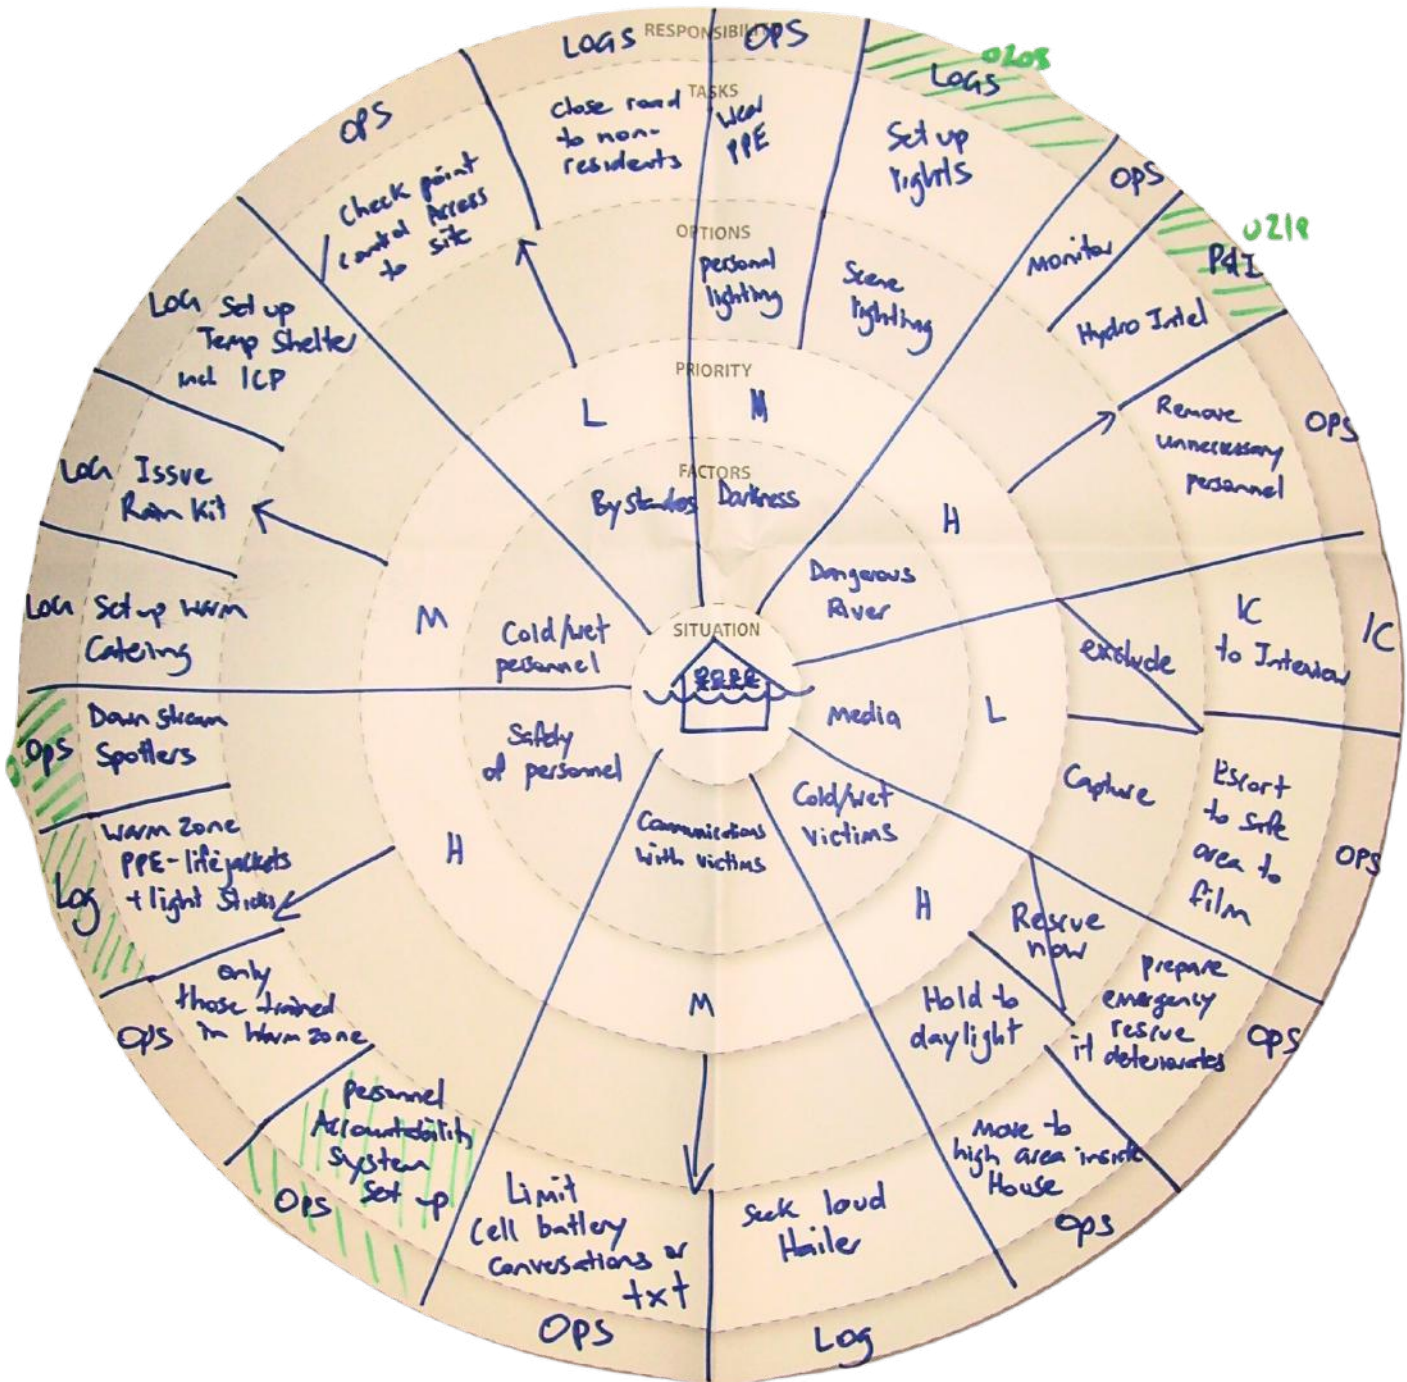 RESPONSIBILITY
LOGS
OPS
TASKS
Close road
to non-
residents
Wear
PPE
OPTIONS
personal
lighting
PRIORITY
L
M
FACTORS
Darkness
0208
LOGS
Set up
lights
Scene
lighting
OPS
Monitor
0219
P&I
Hydro Intel
OPS
Remove
unnecessary
personnel
H
Dangerous
River
IC
IC
to Interview
exclude
L
Media
Capture
Escort
to safe
area to
film
OPS
Cold/wet
victims
H
Rescue
now
prepare
emergency
rescue
if deteriorates
OPS
Hold to
daylight
Move to
high area inside
House
OPS
Communications
with victims
M
Seek loud
Hailer
Log
Limit
Cell battery
Conversations or
txt
OPS
Safety
of personnel
H
Personnel
Accountability
System
Set up
OPS
only
those trained
in Warm zone
OPS
Warm Zone
PPE-lifejackets
+ light Sticks
Log
Down stream
Spotters
OPS
Cold/wet
personnel
M
LOG Set up Warm
Catering
LOG Issue
Rain Kit
LOG Set up
Temp Shelter
incl ICP
OPS
Check point
control Access
to site
SITUATION